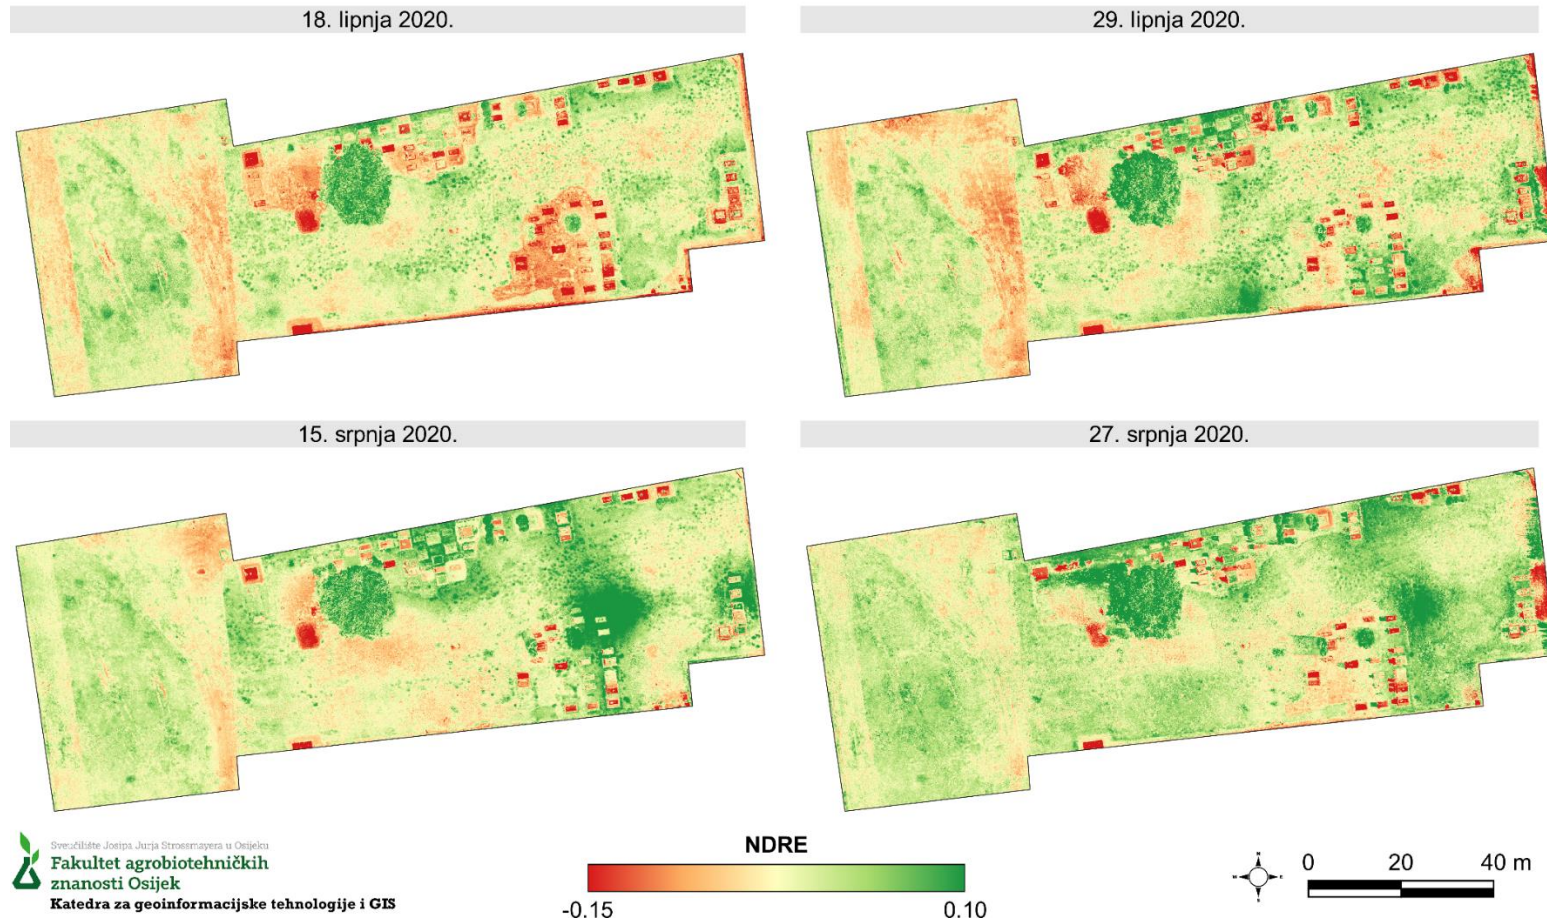 18. lipnja 2020.
29. lipnja 2020.
15. srpnja 2020.
27. srpnja 2020.
Sveučilište Josipa Jurja Strossmayera u Osijeku
Fakultet agrobiotehničkih
znanosti Osijek
Katedra za geoinformacijske tehnologije i GIS
NDRE
-0.15
0.10
N
W
E
S
0
20
40 m